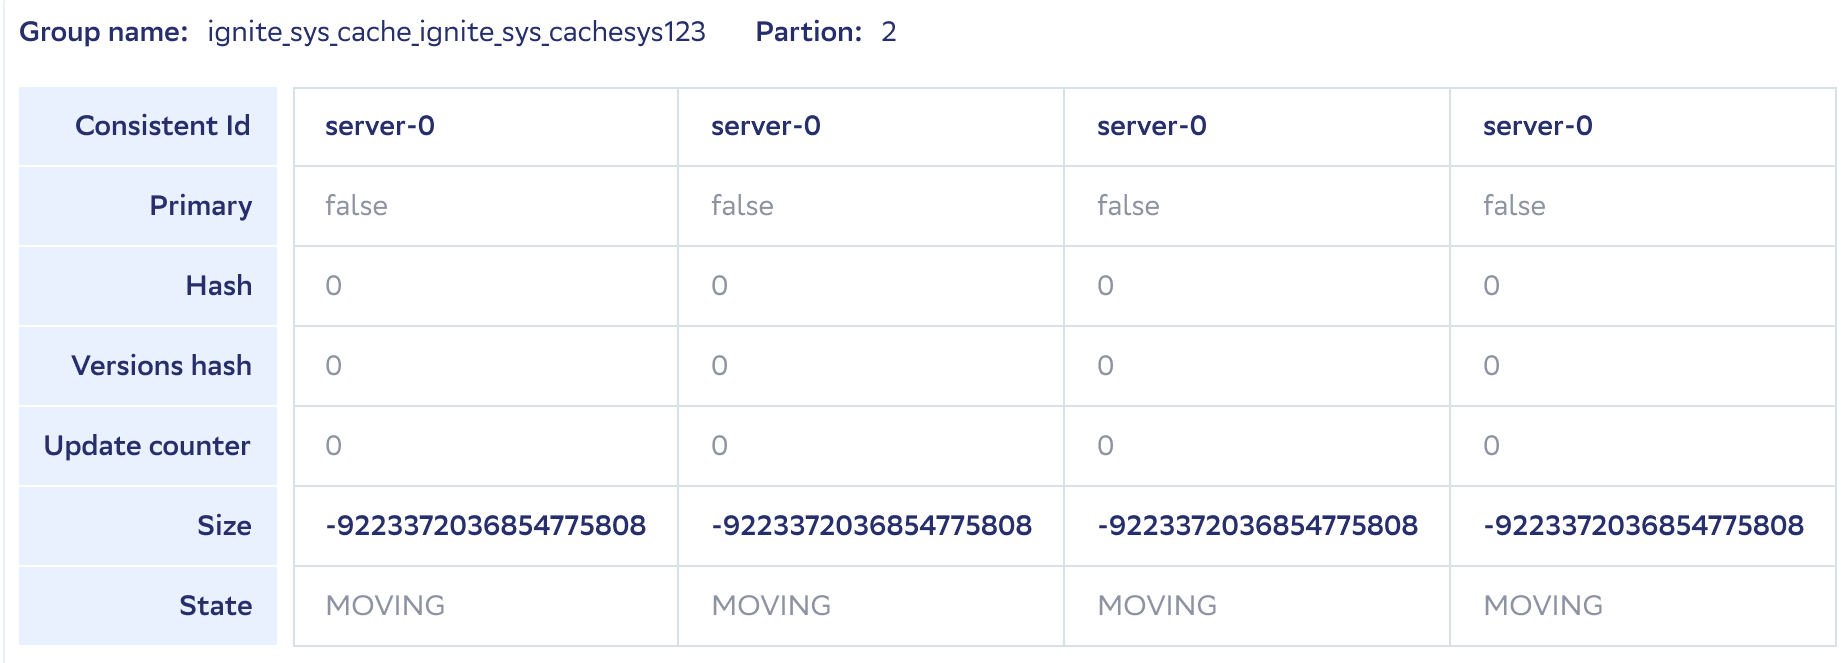 Group name: ignite_sys_cache_ignite_sys_cachesys123 Partion: 2
Consistent Id server-0 server-0 server-0 server-0
Primary false false false false
Hash 0 0 0 0
Versions hash 0 0 0 0
Update counter 0 0 0 0
Size -9223372036854775808 -9223372036854775808 -9223372036854775808 -9223372036854775808
State MOVING MOVING MOVING MOVING